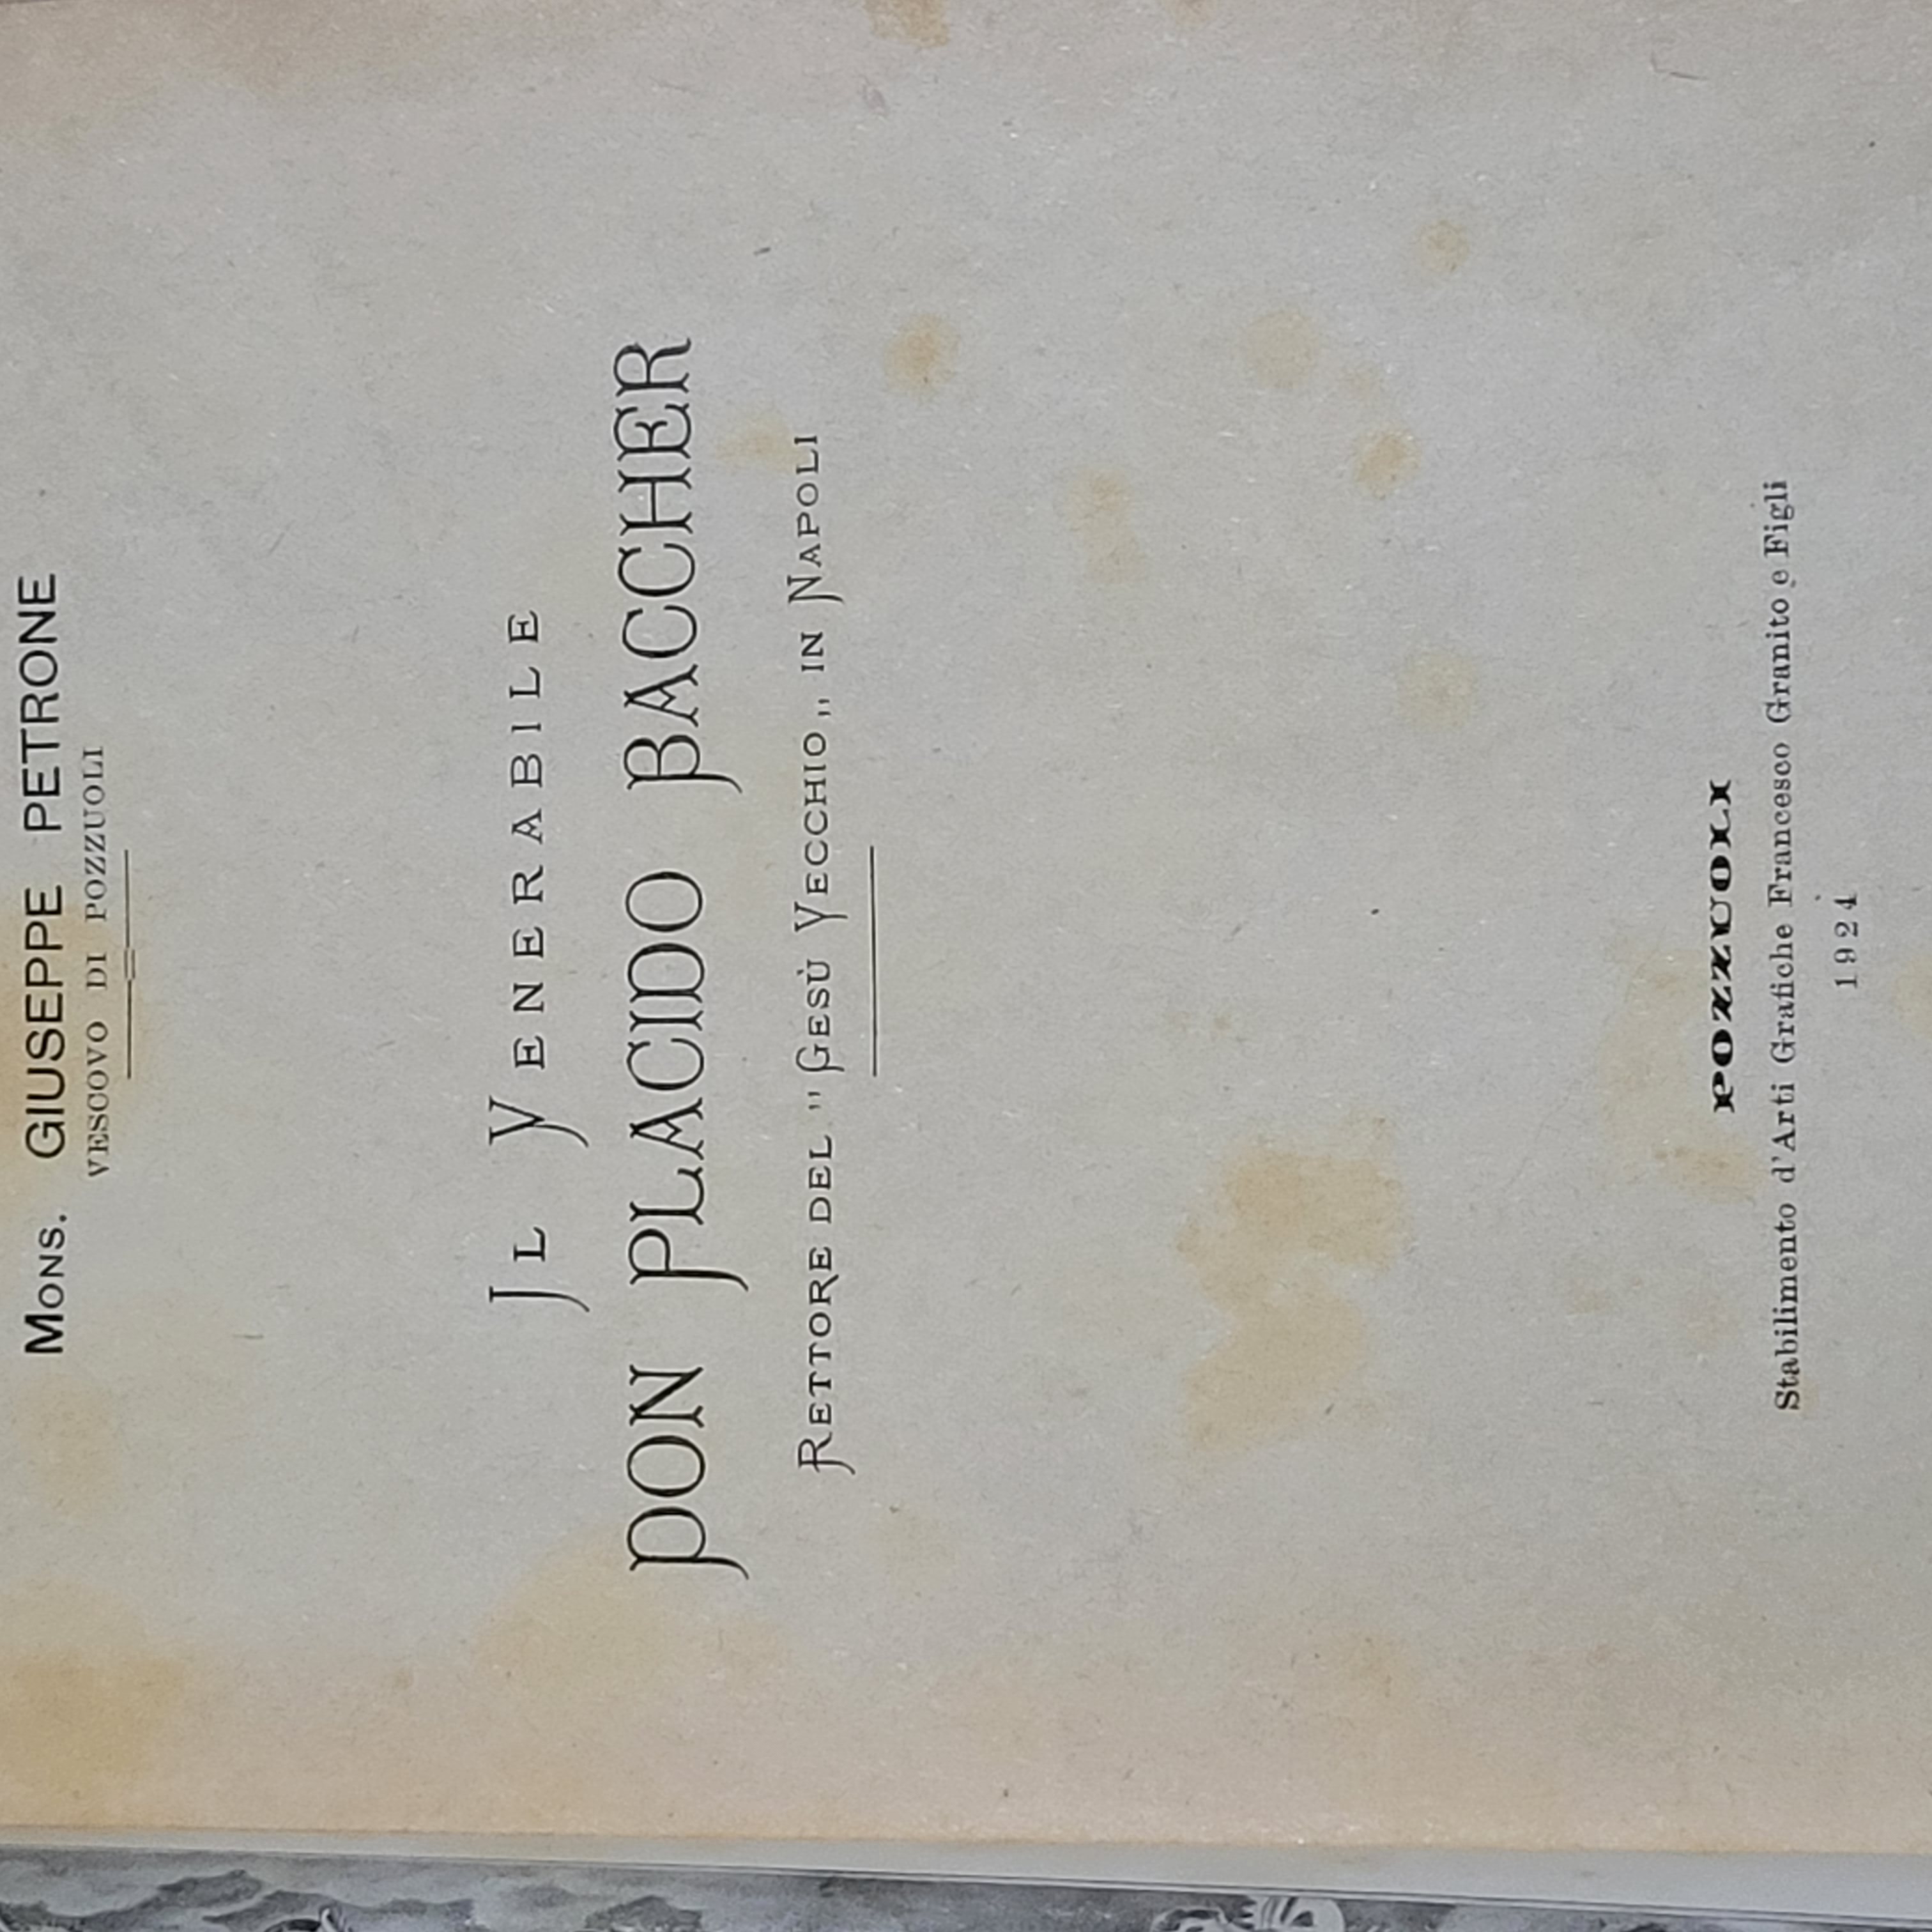 Mons. GIUSEPPE PETRONE
VESCOVO DI POZZUOLI
IL VENERABILE
DON PLACIDO BACCHER
RETTORE DEL "GESÙ VECCHIO,, IN NAPOLI
POZZUOLI
Stabilimento d'Arti Grafiche Francesco Granito e Figli
1924